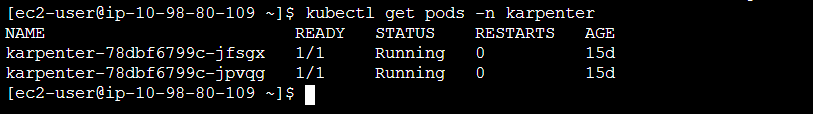 [ec2-user@ip-10-98-80-109 ~]$ kubectl get pods -n karpenter
NAME READY STATUS RESTARTS AGE
karpenter-78dbf6799c-jfsgx 1/1 Running 0 15d
karpenter-78dbf6799c-jpvqg 1/1 Running 0 15d
[ec2-user@ip-10-98-80-109 ~]$